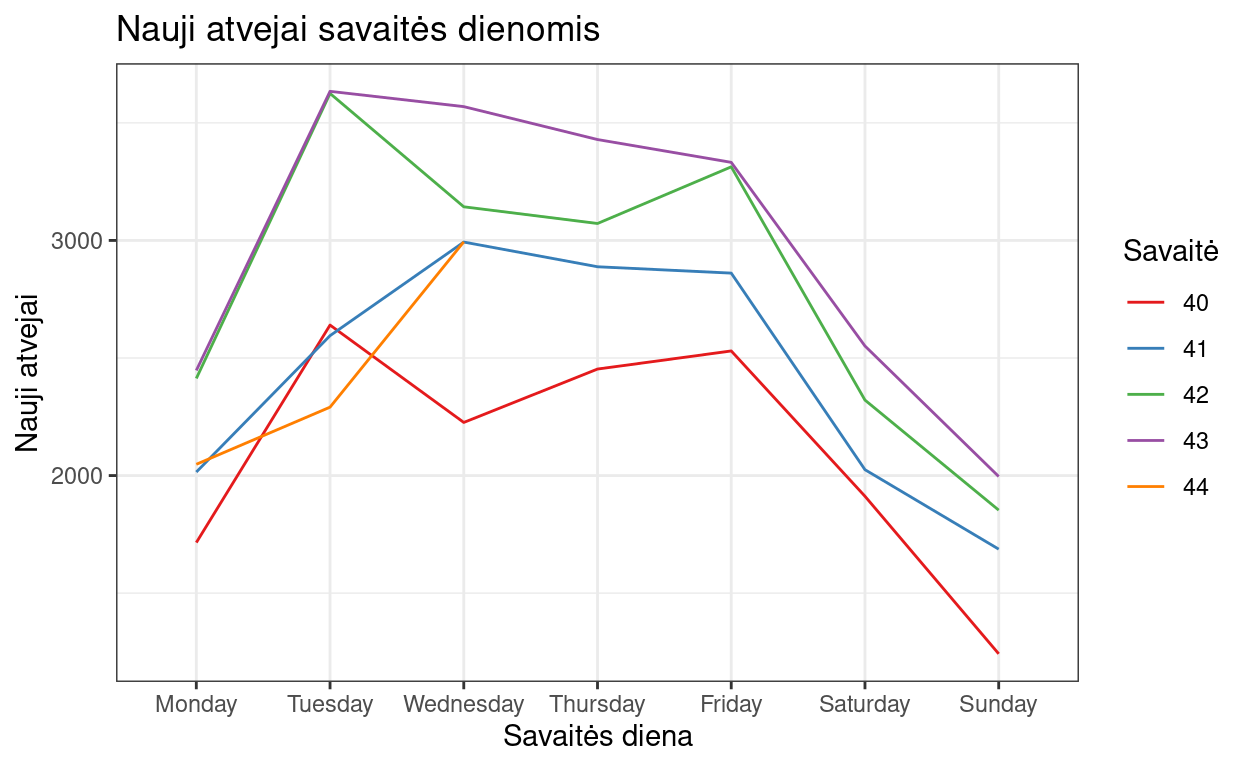 Nauji atvejai savaitės dienomis
Nauji atvejai
3000
2000
Monday Tuesday Wednesday Thursday Friday Saturday Sunday
Savaitės diena
Savaitė
40
41
42
43
44